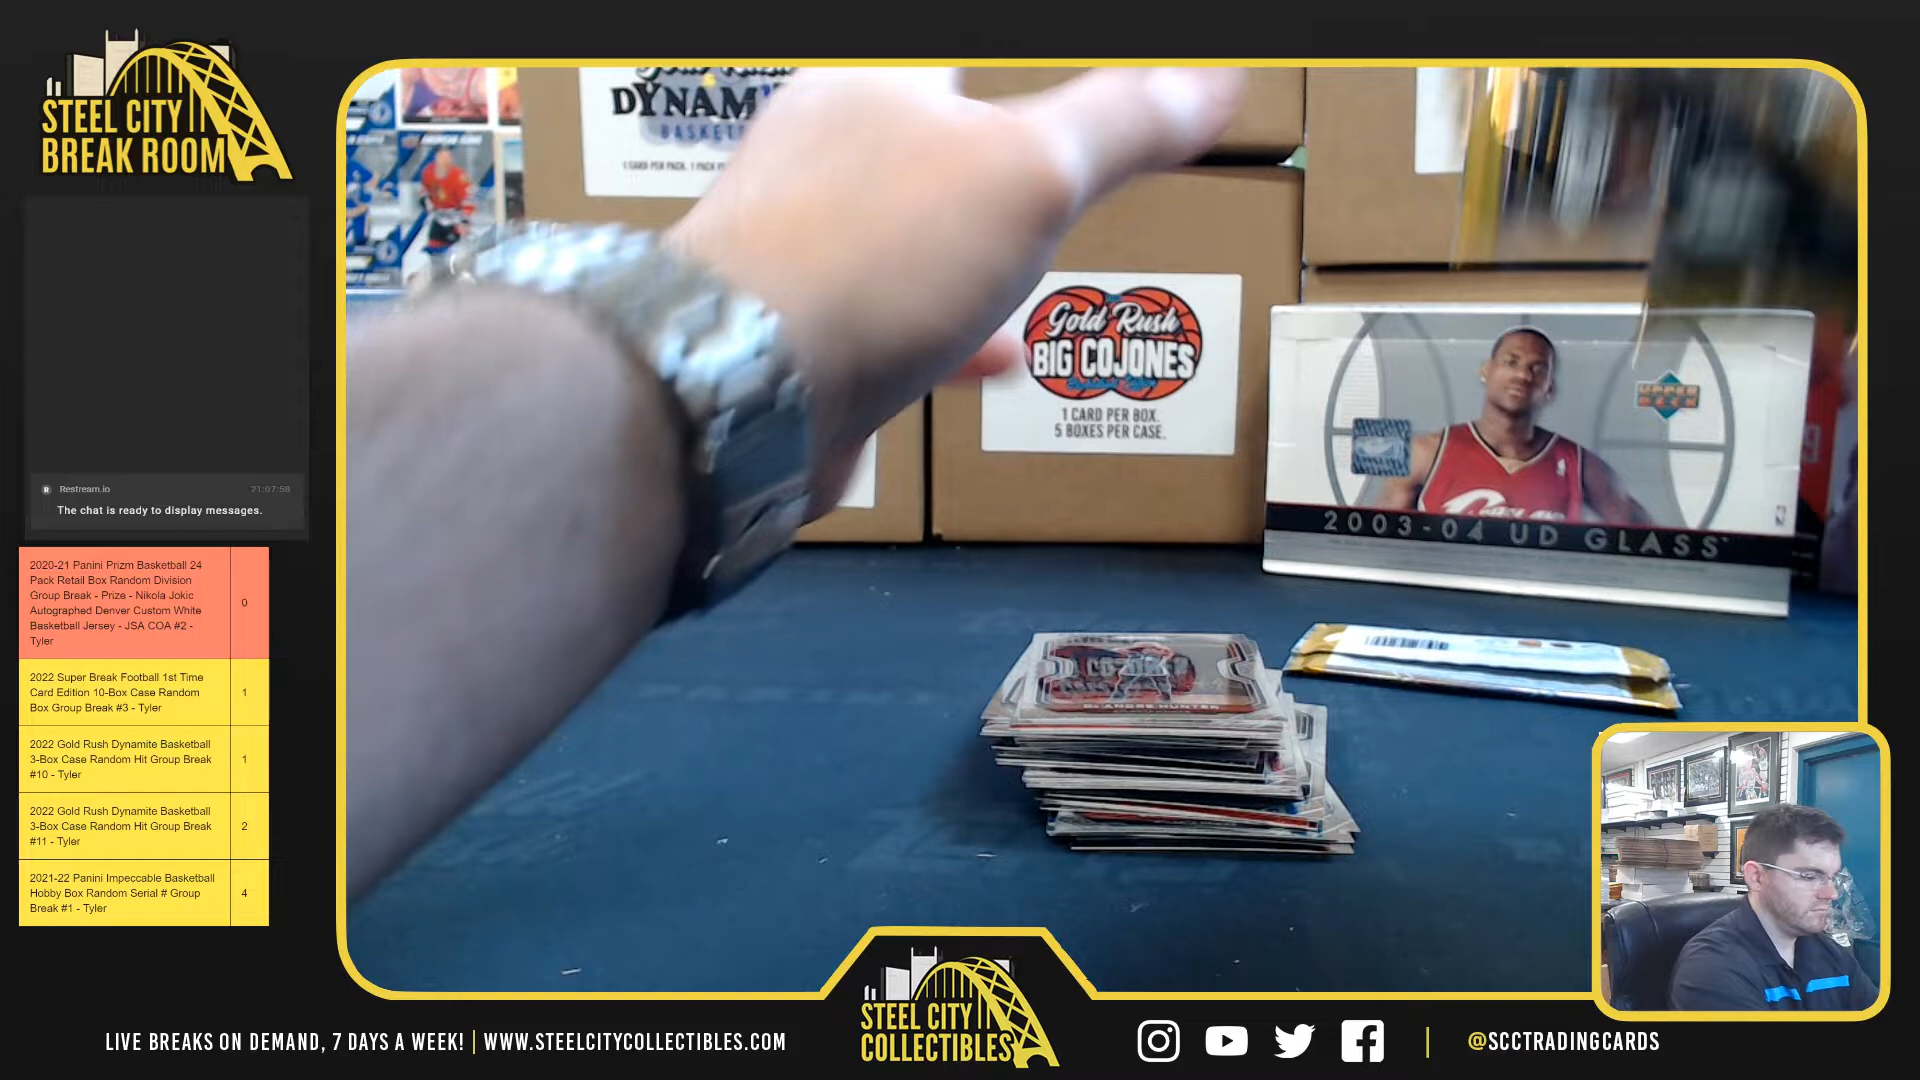 STEEL CITY
BREAK ROOM
Restream.io
21:07:58
The chat is ready to display messages.
2020-21 Panini Prizm Basketball 24
Pack Retail Box Random Division
Group Break - Prize - Nikola Jokic
Autographed Denver Custom White
Basketball Jersey - JSA COA #2 -
Tyler
0
2022 Super Break Football 1st Time
Card Edition 10-Box Case Random
Box Group Break #3 - Tyler
1
2022 Gold Rush Dynamite Basketball
3-Box Case Random Hit Group Break
#10 - Tyler
1
2022 Gold Rush Dynamite Basketball
3-Box Case Random Hit Group Break
#11 - Tyler
2
2021-22 Panini Impeccable Basketball
Hobby Box Random Serial # Group
Break #1 - Tyler
4
Gold Rush
BIG COJONES
1 CARD PER BOX.
5 BOXES PER CASE.
UPPER
DECK
2003-04 UD GLASS
DE'ANDRE HUNTER
LIVE BREAKS ON DEMAND, 7 DAYS A WEEK! | WWW.STEELCITYCOLLECTIBLES.COM
STEEL CITY
COLLECTIBLES
@SCCTRADINGCARDS